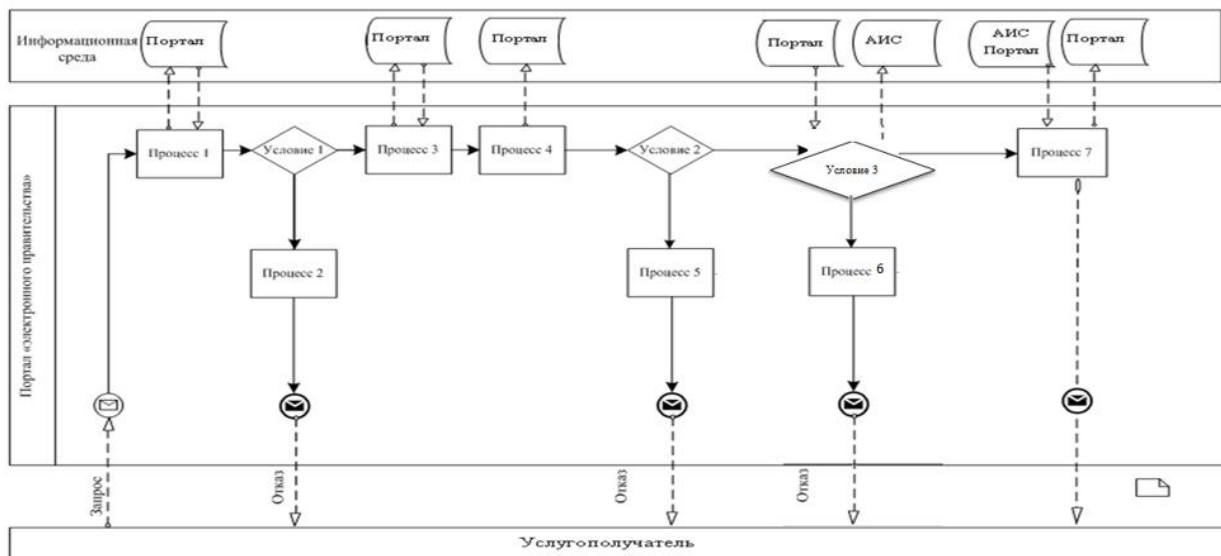 Информационная
среда
Портал
Портал
Портал
Портал
АИС
АИС
Портал
Портал
Портал «электронного правительства»
Процесс 1
Условие 1
Процесс 3
Процесс 4
Условие 2
Условие 3
Процесс 7
Процесс 2
Процесс 5
Процесс 6
Запрос
Отказ
Отказ
Отказ
Услугополучатель